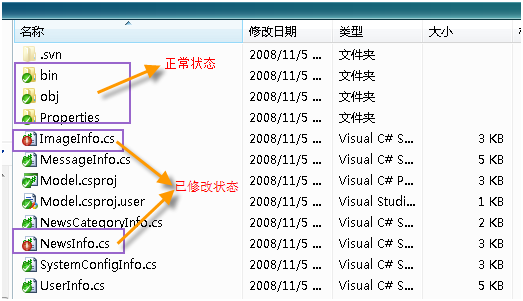 名称 修改日期 类型 大小
.svn 2008/11/5 ... 文件夹
bin 2008/11/5 ... 文件夹
正常状态
obj 2008/11/5 ... 文件夹
Properties 2008/11/5 ... 文件夹
ImageInfo.cs 2008/11/5 ... Visual C# S... 3 KB
MessageInfo.cs 2008/11/5 ... Visual C# S... 5 KB
Model.csproj 2008/11/5 ... Visual C# P... 3 KB
已修改状态
Model.csproj.user 2008/11/5 ... Visual Studi... 1 KB
NewsCategoryInfo.cs 2008/11/5 ... Visual C# S... 2 KB
NewsInfo.cs 2008/11/5 ... Visual C# S... 3 KB
SystemConfigInfo.cs 2008/11/5 ... Visual C# S... 3 KB
UserInfo.cs 2008/11/5 ... Visual C# S... 5 KB